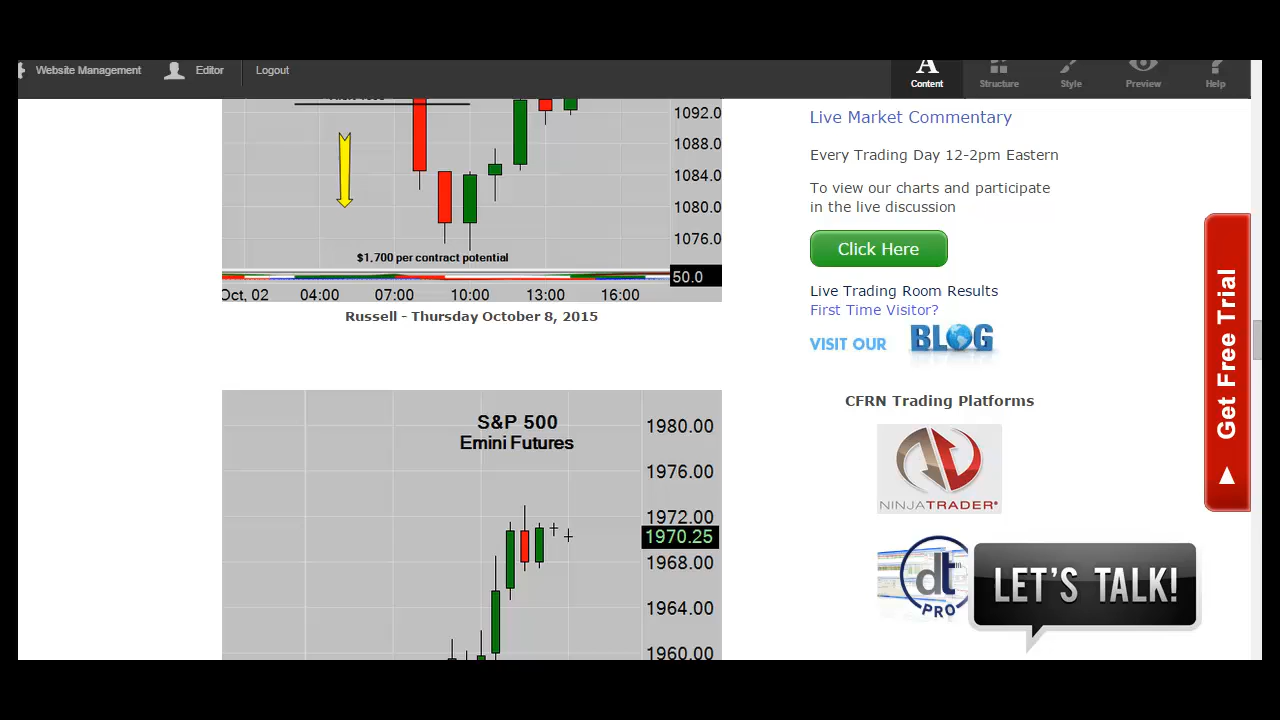 Website Management
Editor
Logout
Content
Structure
Style
Preview
Help
1092.0
1088.0
1084.0
1080.0
1076.0
$1,700 per contract potential
50.0
Oct, 02 04:00 07:00 10:00 13:00 16:00
Russell - Thursday October 8, 2015
S&P 500
Emini Futures
1980.00
1976.00
1972.00
1970.25
1968.00
1964.00
1960.00
Live Market Commentary
Every Trading Day 12-2pm Eastern
To view our charts and participate
in the live discussion
Click Here
Live Trading Room Results
First Time Visitor?
VISIT OUR BLOG
CFRN Trading Platforms
NINJATRADER®
dt
PRO
LET'S TALK!
Get Free Trial